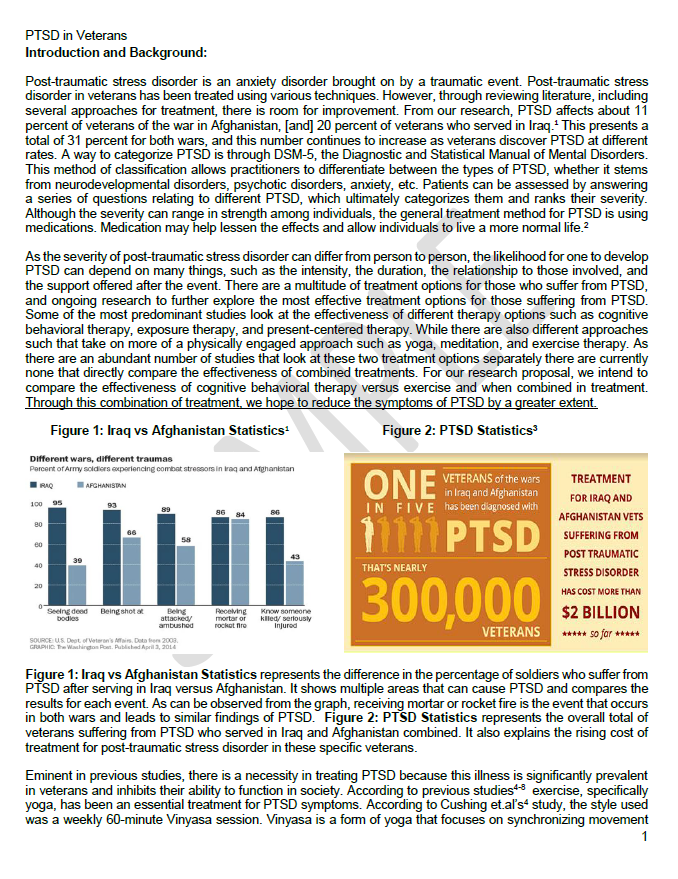 PTSD in Veterans
Introduction and Background:
Post-traumatic stress disorder is an anxiety disorder brought on by a traumatic event. Post-traumatic stress
disorder in veterans has been treated using various techniques. However, through reviewing literature, including
several approaches for treatment, there is room for improvement. From our research, PTSD affects about 11
percent of veterans of the war in Afghanistan, [and] 20 percent of veterans who served in Iraq.¹ This presents a
total of 31 percent for both wars, and this number continues to increase as veterans discover PTSD at different
rates. A way to categorize PTSD is through DSM-5, the Diagnostic and Statistical Manual of Mental Disorders.
This method of classification allows practitioners to differentiate between the types of PTSD, whether it stems
from neurodevelopmental disorders, psychotic disorders, anxiety, etc. Patients can be assessed by answering
a series of questions relating to different PTSD, which ultimately categorizes them and ranks their severity.
Although the severity can range in strength among individuals, the general treatment method for PTSD is using
medications. Medication may help lessen the effects and allow individuals to live a more normal life.²
As the severity of post-traumatic stress disorder can differ from person to person, the likelihood for one to develop
PTSD can depend on many things, such as the intensity, the duration, the relationship to those involved, and
the support offered after the event. There are a multitude of treatment options for those who suffer from PTSD,
and ongoing research to further explore the most effective treatment options for those suffering from PTSD.
Some of the most predominant studies look at the effectiveness of different therapy options such as cognitive
behavioral therapy, exposure therapy, and present-centered therapy. While there are also different approaches
such that take on more of a physically engaged approach such as yoga, meditation, and exercise therapy. As
there are an abundant number of studies that look at these two treatment options separately there are currently
none that directly compare the effectiveness of combined treatments. For our research proposal, we intend to
compare the effectiveness of cognitive behavioral therapy versus exercise and when combined in treatment.
Through this combination of treatment, we hope to reduce the symptoms of PTSD by a greater extent.
Figure 1: Iraq vs Afghanistan Statistics¹
Different wars, different traumas
Percent of Army soldiers experiencing combat stressors in Iraq and Afghanistan
IRAQ AFGHANISTAN
100 95 93 89 86 84 86
80
60 66 58
40 39 43
20
0
Seeing dead bodies
Being shot at
Being attacked/ ambushed
Receiving mortar or rocket fire
Know someone killed/ seriously injured
SOURCE: U.S. Dept. of Veteran's Affairs. Data from 2003.
GRAPHIC: The Washington Post. Published April 3, 2014
Figure 2: PTSD Statistics³
ONE
IN FIVE
VETERANS of the wars
in Iraq and Afghanistan
has been diagnosed with
PTSD
THAT'S NEARLY
300,000
VETERANS
TREATMENT
FOR IRAQ AND
AFGHANISTAN VETS
SUFFERING FROM
POST TRAUMATIC
STRESS DISORDER
HAS COST MORE THAN
$2 BILLION
***** so far *****
Figure 1: Iraq vs Afghanistan Statistics represents the difference in the percentage of soldiers who suffer from
PTSD after serving in Iraq versus Afghanistan. It shows multiple areas that can cause PTSD and compares the
results for each event. As can be observed from the graph, receiving mortar or rocket fire is the event that occurs
in both wars and leads to similar findings of PTSD. Figure 2: PTSD Statistics represents the overall total of
veterans suffering from PTSD who served in Iraq and Afghanistan combined. It also explains the rising cost of
treatment for post-traumatic stress disorder in these specific veterans.
Eminent in previous studies, there is a necessity in treating PTSD because this illness is significantly prevalent
in veterans and inhibits their ability to function in society. According to previous studies⁴⁻⁸ exercise, specifically
yoga, has been an essential treatment for PTSD symptoms. According to Cushing et.al's⁴ study, the style used
was a weekly 60-minute Vinyasa session. Vinyasa is a form of yoga that focuses on synchronizing movement
1
SAMPLE